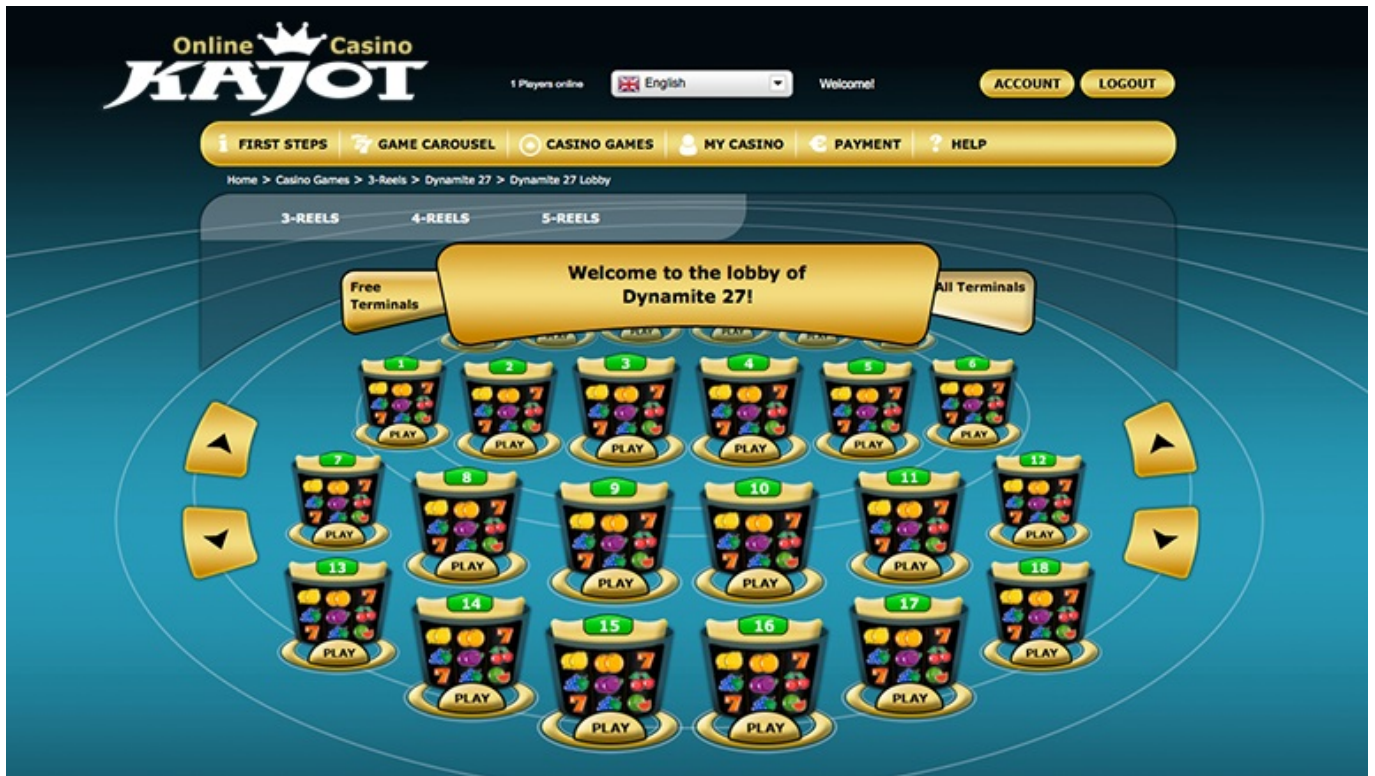 Online Casino
KAJOT
1 Players online
English
Welcome!
ACCOUNT
LOGOUT
FIRST STEPS
GAME CAROUSEL
CASINO GAMES
MY CASINO
PAYMENT
HELP
Home > Casino Games > 3-Reels > Dynamite 27 > Dynamite 27 Lobby
3-REELS
4-REELS
5-REELS
Free
Terminals
Welcome to the lobby of
Dynamite 27!
All Terminals
PLAY
PLAY
PLAY
PLAY
1
2
3
4
5
6
PLAY
PLAY
PLAY
PLAY
PLAY
PLAY
7
8
9
10
11
12
PLAY
PLAY
PLAY
PLAY
PLAY
PLAY
13
14
15
16
17
18
PLAY
PLAY
PLAY
PLAY
PLAY
PLAY